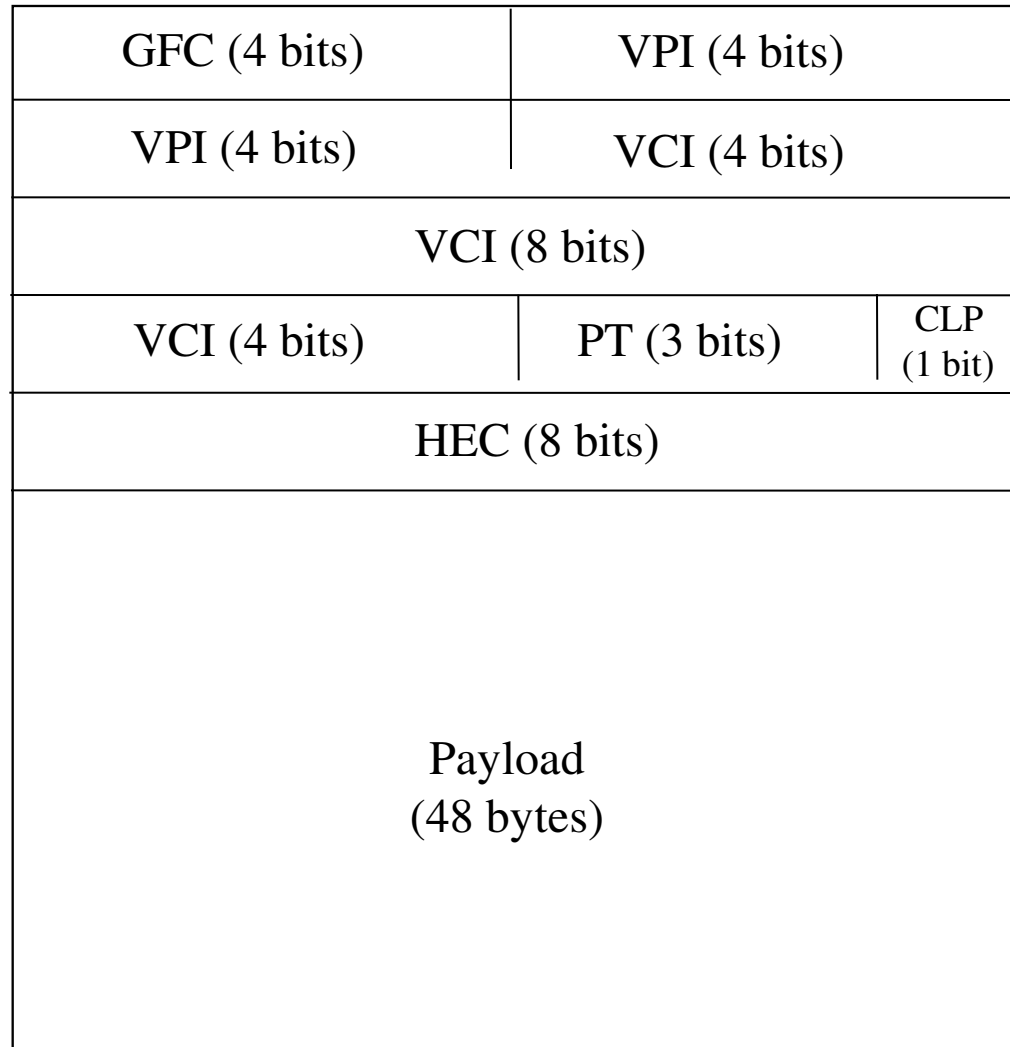 GFC (4 bits) VPI (4 bits)
VPI (4 bits) VCI (4 bits)
VCI (8 bits)
VCI (4 bits) PT (3 bits) CLP
(1 bit)
HEC (8 bits)
Payload
(48 bytes)